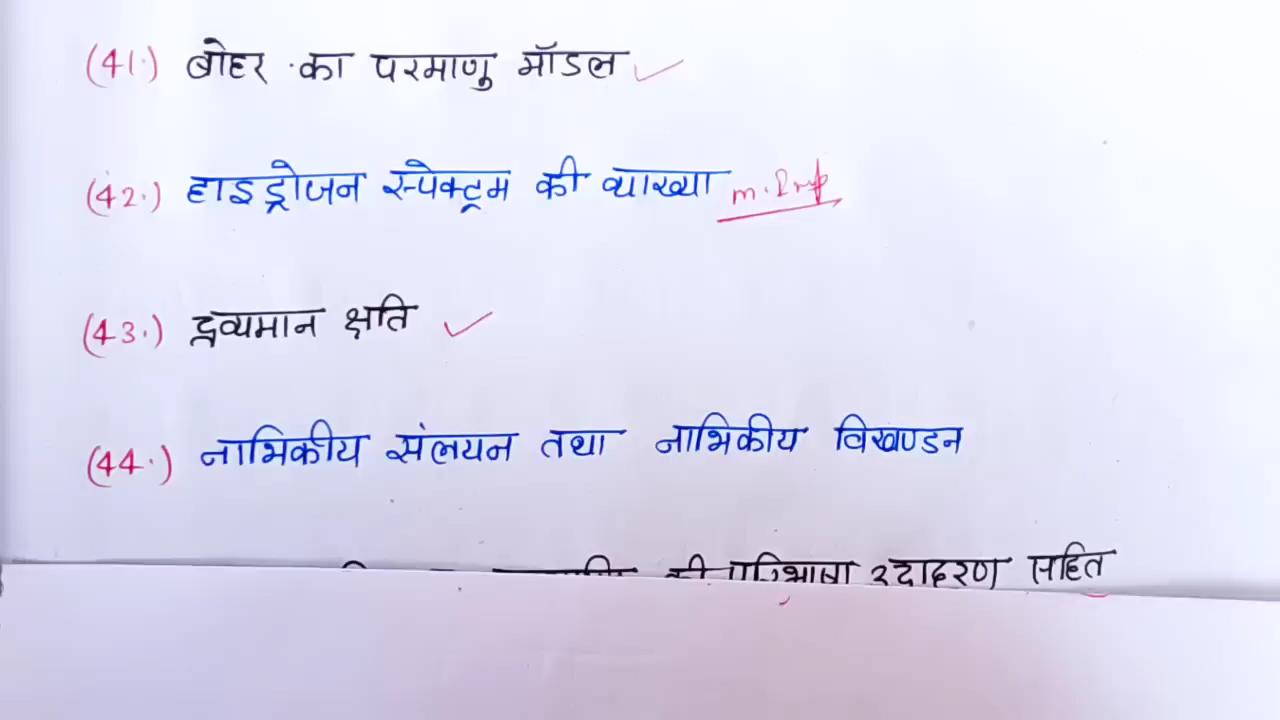 (41.) बोहर का परमाणु मॉडल
(42.) हाइड्रोजन स्पेक्ट्रम की व्याख्या m.Imp
(43.) द्रव्यमान क्षति
(44.) नाभिकीय संलयन तथा नाभिकीय विखण्डन
की परिभाषा उदाहरण सहित